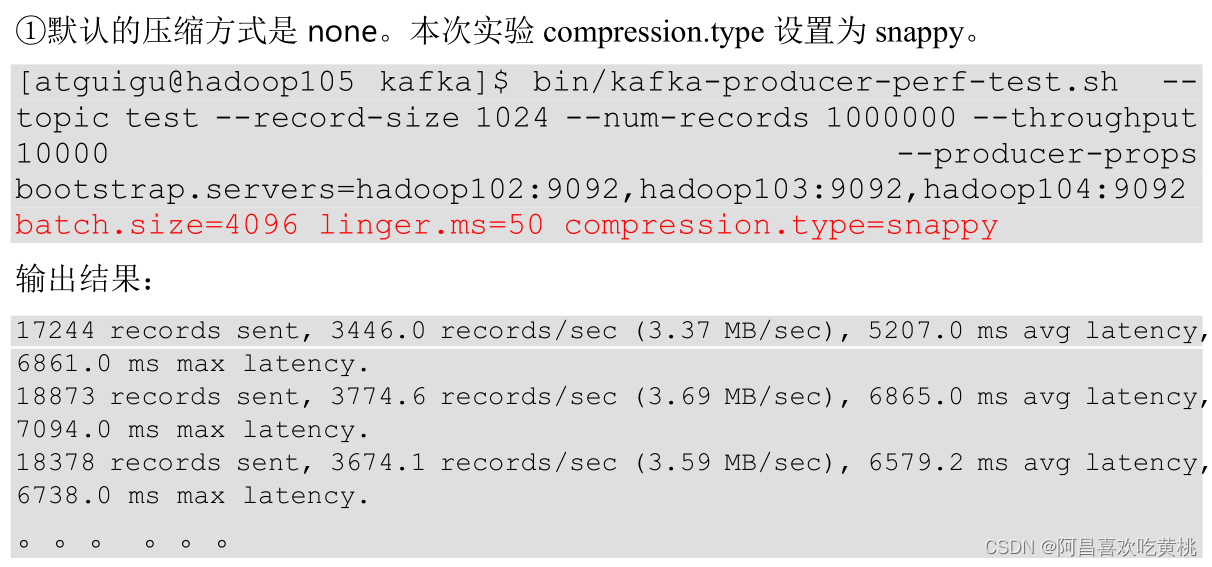 ①默认的压缩方式是 none。本次实验 compression.type 设置为 snappy。
[atguigu@hadoop105 kafka]$ bin/kafka-producer-perf-test.sh --
topic test --record-size 1024 --num-records 1000000 --throughput
10000 --producer-props
bootstrap.servers=hadoop102:9092,hadoop103:9092,hadoop104:9092
batch.size=4096 linger.ms=50 compression.type=snappy
输出结果：
17244 records sent, 3446.0 records/sec (3.37 MB/sec), 5207.0 ms avg latency,
6861.0 ms max latency.
18873 records sent, 3774.6 records/sec (3.69 MB/sec), 6865.0 ms avg latency,
7094.0 ms max latency.
18378 records sent, 3674.1 records/sec (3.59 MB/sec), 6579.2 ms avg latency,
6738.0 ms max latency.
。。。 。。。
CSDN @阿昌喜欢吃黄桃